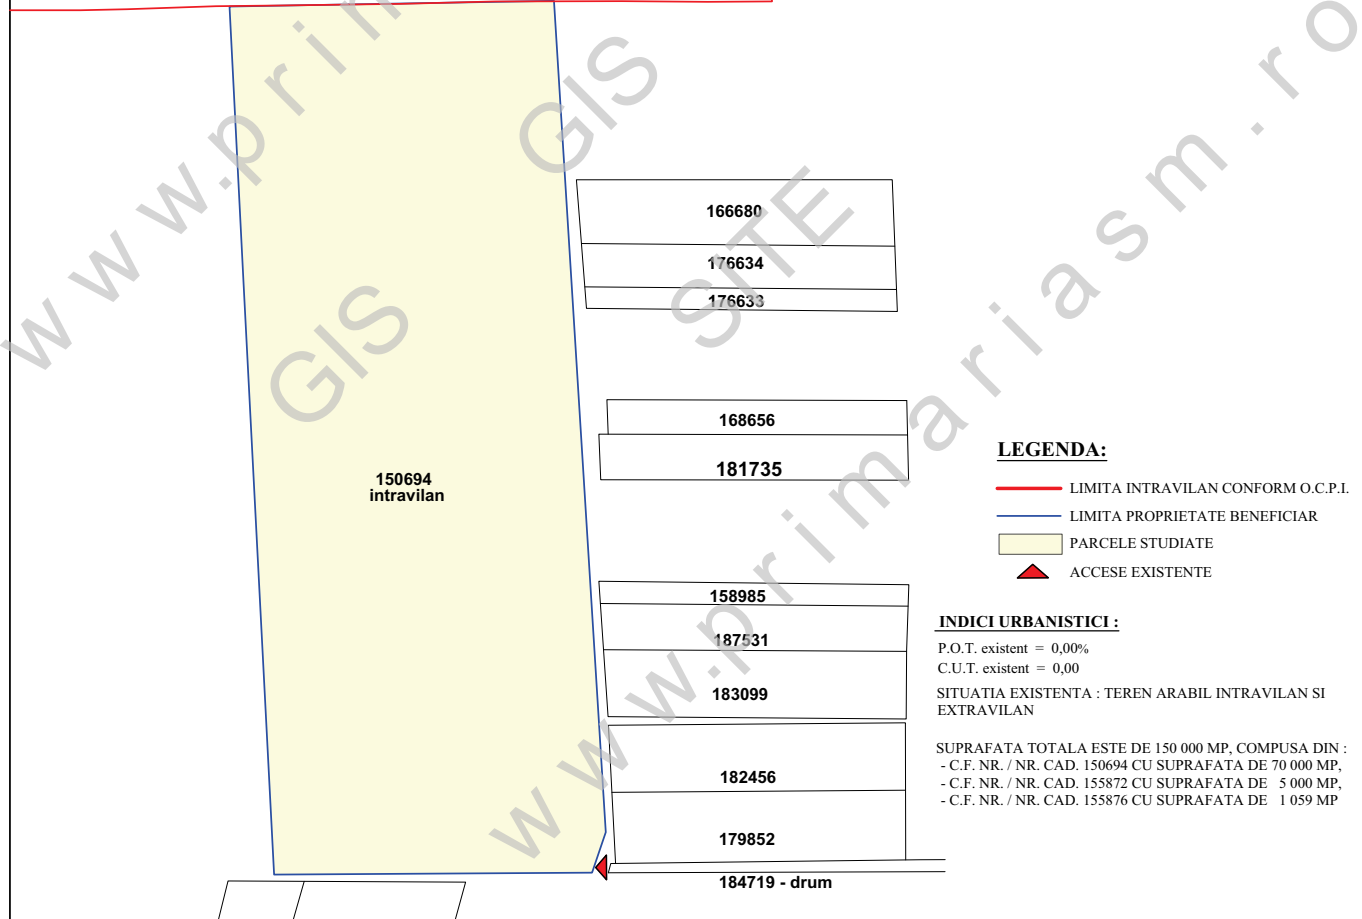 166680
176634
176633
168656
181735
150694
intravilan
158985
187531
183099
182456
179852
184719 - drum
LEGENDA:
LIMITA INTRAVILAN CONFORM O.C.P.I.
LIMITA PROPRIETATE BENEFICIAR
PARCELE STUDIATE
ACCESE EXISTENTE
INDICI URBANISTICI :
P.O.T. existent = 0,00%
C.U.T. existent = 0,00
SITUATIA EXISTENTA : TEREN ARABIL INTRAVILAN SI
EXTRAVILAN
SUPRAFATA TOTALA ESTE DE 150 000 MP, COMPUSA DIN :
- C.F. NR. / NR. CAD. 150694 CU SUPRAFATA DE 70 000 MP,
- C.F. NR. / NR. CAD. 155872 CU SUPRAFATA DE 5 000 MP,
- C.F. NR. / NR. CAD. 155876 CU SUPRAFATA DE 1 059 MP
www.prim
GIS
GIS
SITE
www.primariasm.ro